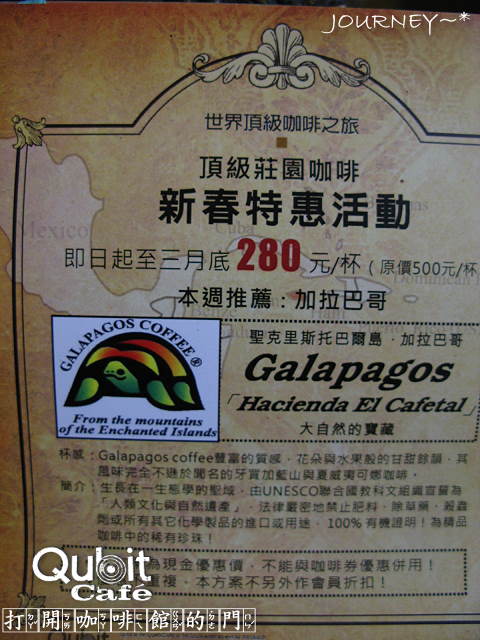 JOURNEY~*
世界頂級咖啡之旅
頂級莊園咖啡
新春特惠活動
Mexico
Cuba
即日起至三月底 280 元/杯 (原價500元/杯
本週推薦：加拉巴哥
GALAPAGOS COFFEE®
From the mountains
of the Enchanted Islands
聖克里斯托巴爾島．加拉巴哥
Galapagos
「Hacienda El Cafetal」
大自然的寶藏
杯感：Galapagos coffee豐富的質感，花朵與水果般的甘甜餘韻，其
風味完全不遜於聞名的牙買加藍山與夏威夷可娜咖啡。
簡介：生長在一生態學的聖域，由UNESCO聯合國教科文組織宣誓為
「人類文化與自然遺產」，法律嚴密地禁止肥料，除草藥，殺蟲
劑或所有其它化學製品的進口或用途，100%有機證明！為精品
咖啡中的稀有珍珠！
為現金優惠價，不能與咖啡券優惠併用！
重複，本方案不另外作會員折扣！
Qubit
Cafe
打開咖啡館的門